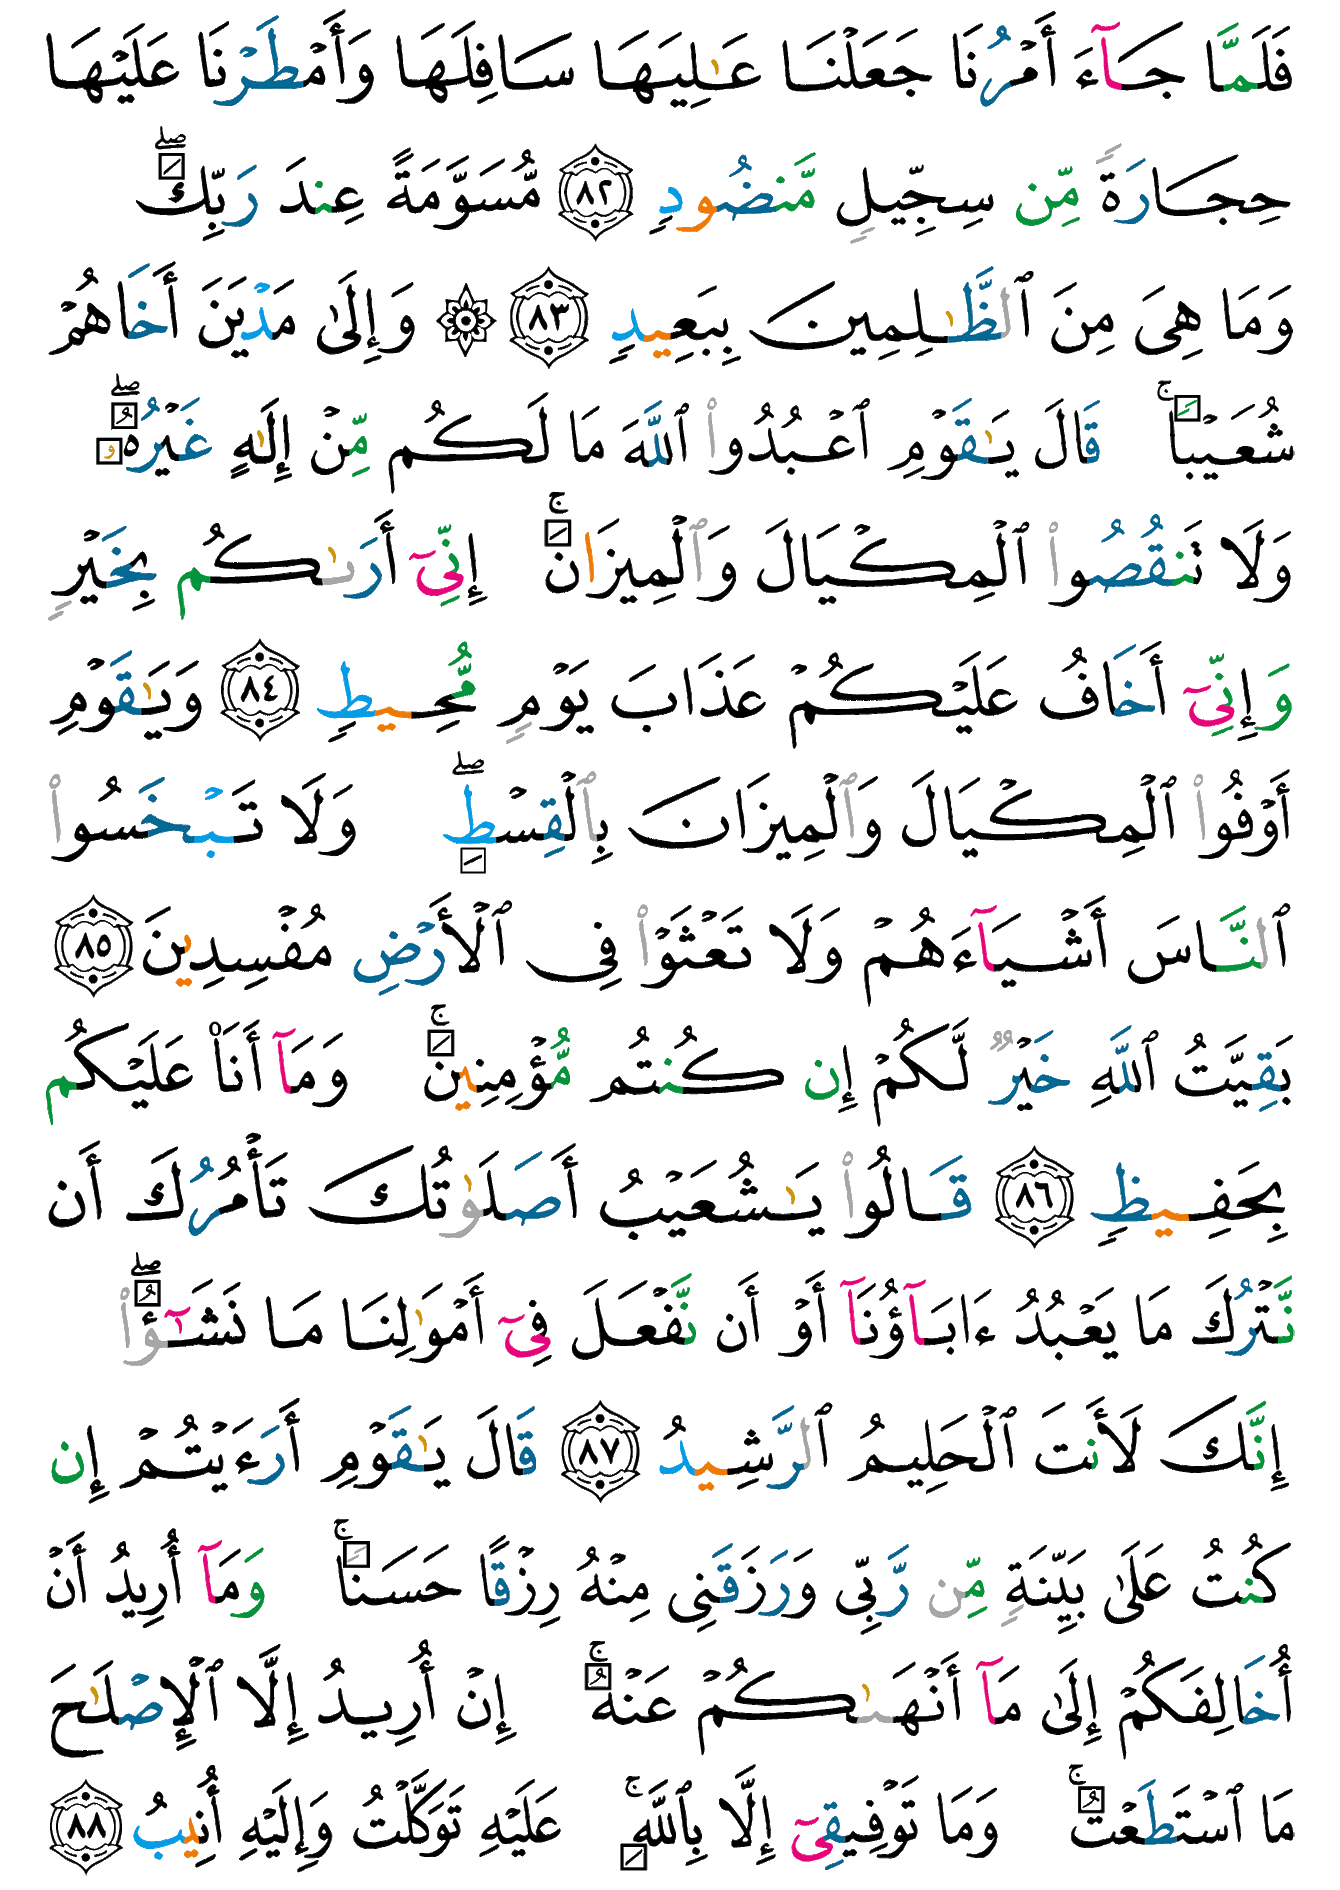 فَلَمَّا جَآءَ أَمْرُنَا جَعَلْنَا عَـٰلِيَهَا سَافِلَهَا وَأَمْطَرْنَا عَلَيْهَا
حِجَارَةً مِّن سِجِّيلٍ مَّنضُودٍ ٨٢ مُّسَوَّمَةً عِندَ رَبِّكَ ۖ
وَمَا هِىَ مِنَ ٱلظَّـٰلِمِينَ بِبَعِيدٍ ٨٣ ۞ وَإِلَىٰ مَدْيَنَ أَخَاهُمْ
شُعَيْبًا ۚ قَالَ يَـٰقَوْمِ ٱعْبُدُوا۟ ٱللَّهَ مَا لَكُم مِّنْ إِلَـٰهٍ غَيْرُهُۥ ۖ
وَلَا تَنقُصُوا۟ ٱلْمِكْيَالَ وَٱلْمِيزَانَ ۚ إِنِّىٓ أَرَىٰكُم بِخَيْرٍ
وَإِنِّىٓ أَخَافُ عَلَيْكُمْ عَذَابَ يَوْمٍ مُّحِيطٍ ٨٤ وَيَـٰقَوْمِ
أَوْفُوا۟ ٱلْمِكْيَالَ وَٱلْمِيزَانَ بِٱلْقِسْطِ ۖ وَلَا تَبْخَسُوا۟
ٱلنَّاسَ أَشْيَآءَهُمْ وَلَا تَعْثَوْا۟ فِى ٱلْأَرْضِ مُفْسِدِينَ ٨٥
بَقِيَّتُ ٱللَّهِ خَيْرٌ لَّكُمْ إِن كُنتُم مُّؤْمِنِينَ ۚ وَمَآ أَنَا۠ عَلَيْكُم
بِحَفِيظٍ ٨٦ قَالُوا۟ يَـٰشُعَيْبُ أَصَلَوٰتُكَ تَأْمُرُكَ أَن
نَّتْرُكَ مَا يَعْبُدُ ءَابَآؤُنَآ أَوْ أَن نَّفْعَلَ فِىٓ أَمْوَٰلِنَا مَا نَشَـٰٓؤُا۟ ۖ
إِنَّكَ لَأَنتَ ٱلْحَلِيمُ ٱلرَّشِيدُ ٨٧ قَالَ يَـٰقَوْمِ أَرَءَيْتُمْ إِن
كُنتُ عَلَىٰ بَيِّنَةٍ مِّن رَّبِّى وَرَزَقَنِى مِنْهُ رِزْقًا حَسَنًا ۚ وَمَآ أُرِيدُ أَنْ
أُخَالِفَكُمْ إِلَىٰ مَآ أَنْهَىٰكُمْ عَنْهُ ۚ إِنْ أُرِيدُ إِلَّا ٱلْإِصْلَـٰحَ
مَا ٱسْتَطَعْتُ ۚ وَمَا تَوْفِيقِىٓ إِلَّا بِٱللَّهِ ۚ عَلَيْهِ تَوَكَّلْتُ وَإِلَيْهِ أُنِيبُ ٨٨